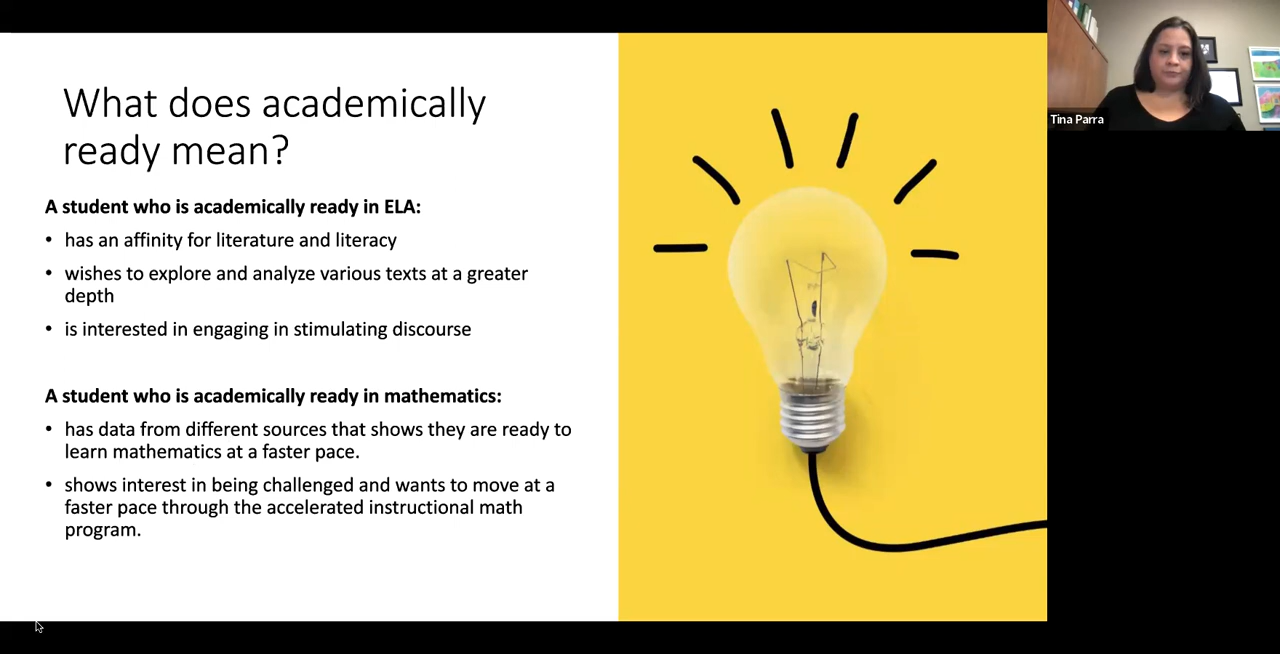 What does academically
ready mean?
A student who is academically ready in ELA:
• has an affinity for literature and literacy
• wishes to explore and analyze various texts at a greater
depth
• is interested in engaging in stimulating discourse
A student who is academically ready in mathematics:
• has data from different sources that shows they are ready to
learn mathematics at a faster pace.
• shows interest in being challenged and wants to move at a
faster pace through the accelerated instructional math
program.
Tina Parra